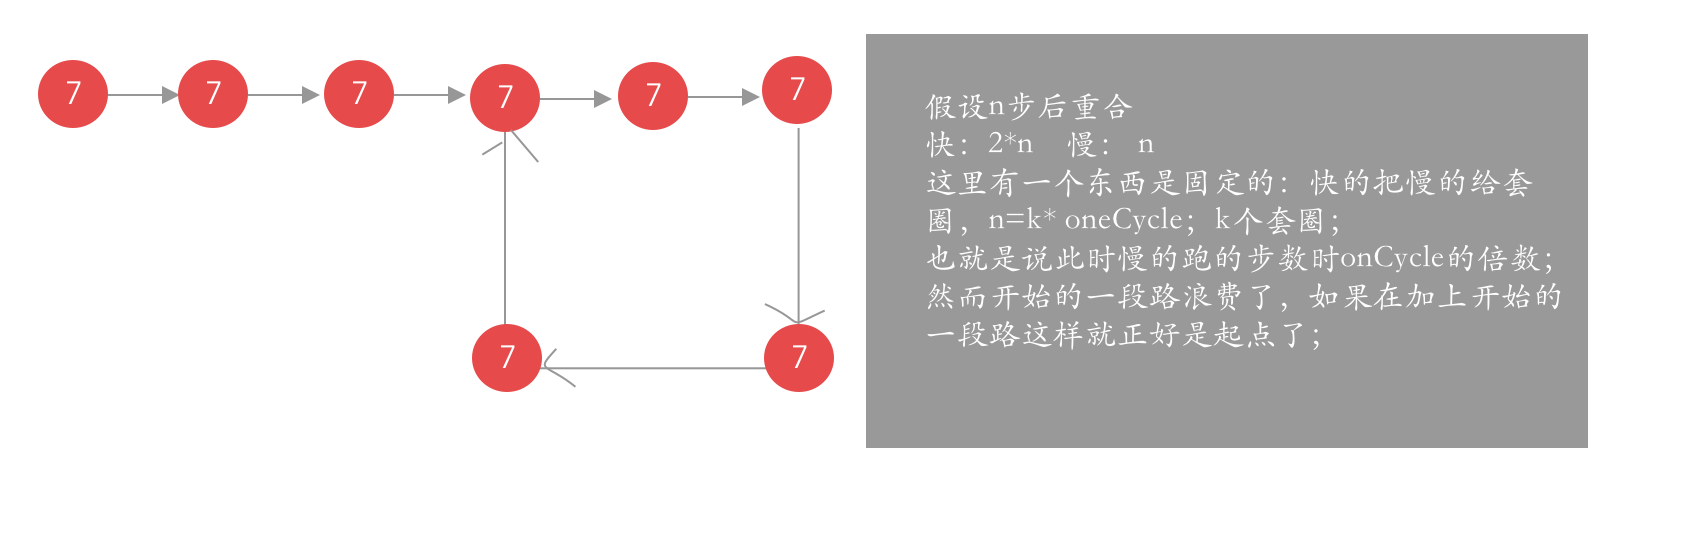 7 7 7 7 7 7
7 7
假设n步后重合
快：2*n 慢： n
这里有一个东西是固定的：快的把慢的给套
圈，n=k* oneCycle；k个套圈；
也就是说此时慢的跑的步数时onCycle的倍数；
然而开始的一段路浪费了，如果在加上开始的
一段路这样就正好是起点了；